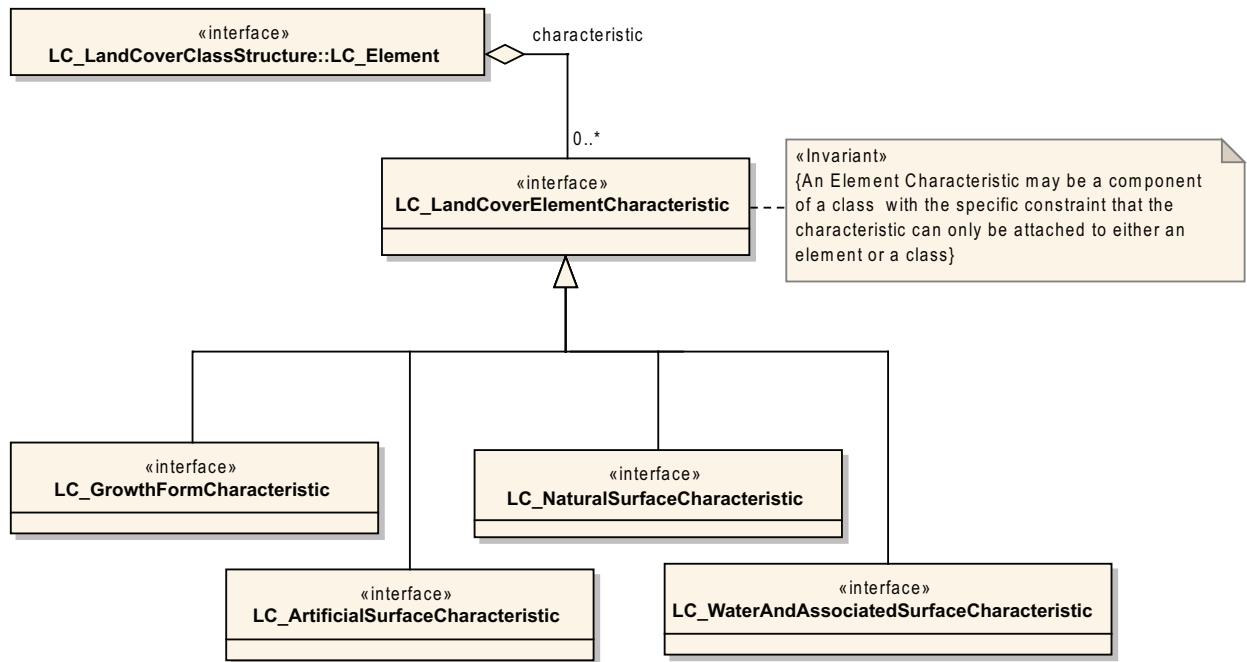 «interface»
LC_LandCoverClassStructure::LC_Element
characteristic
0..*
«interface»
LC_LandCoverElementCharacteristic
«Invariant»
{An Element Characteristic may be a component
of a class with the specific constraint that the
characteristic can only be attached to either an
element or a class}
«interface»
LC_GrowthFormCharacteristic
«interface»
LC_NaturalSurfaceCharacteristic
«interface»
LC_ArtificialSurfaceCharacteristic
«interface»
LC_WaterAndAssociatedSurfaceCharacteristic